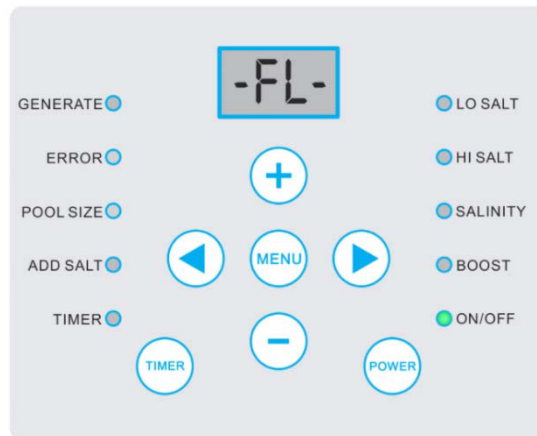 -FL-
GENERATE
LO SALT
ERROR
HI SALT
+
POOL SIZE
SALINITY
ADD SALT
MENU
BOOST
TIMER
ON/OFF
-
TIMER
POWER